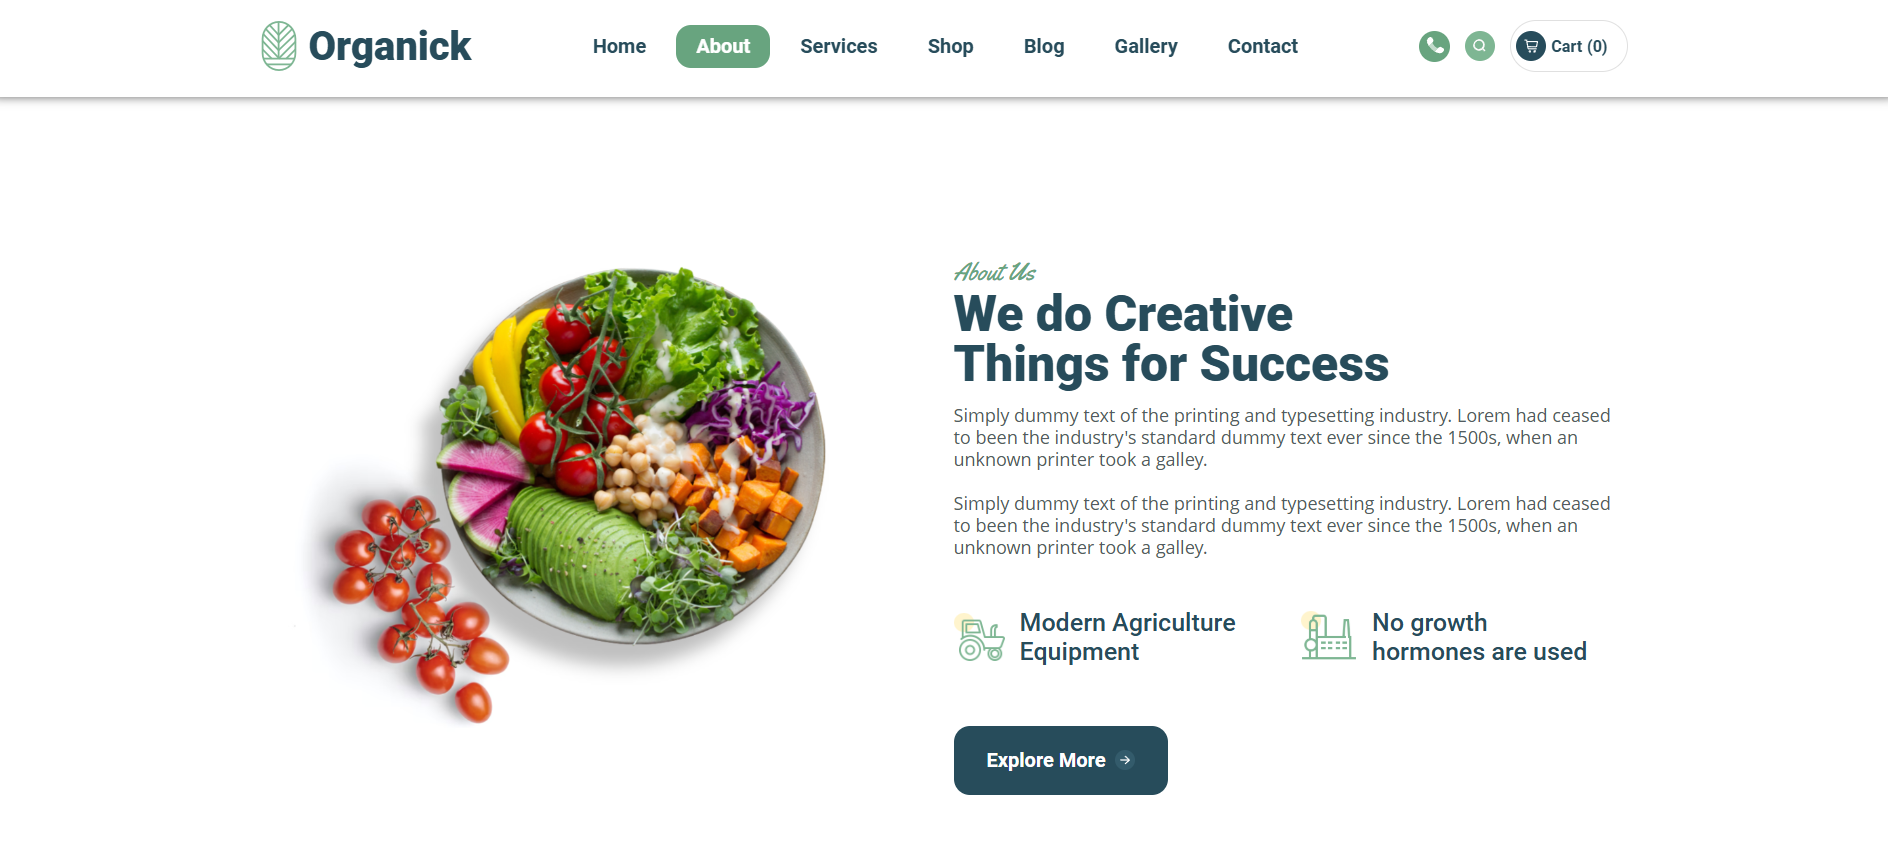 Organick
Home
About
Services
Shop
Blog
Gallery
Contact
Cart (0)
About Us
We do Creative
Things for Success
Simply dummy text of the printing and typesetting industry. Lorem had ceased
to been the industry's standard dummy text ever since the 1500s, when an
unknown printer took a galley.
Simply dummy text of the printing and typesetting industry. Lorem had ceased
to been the industry's standard dummy text ever since the 1500s, when an
unknown printer took a galley.
Modern Agriculture
Equipment
No growth
hormones are used
Explore More